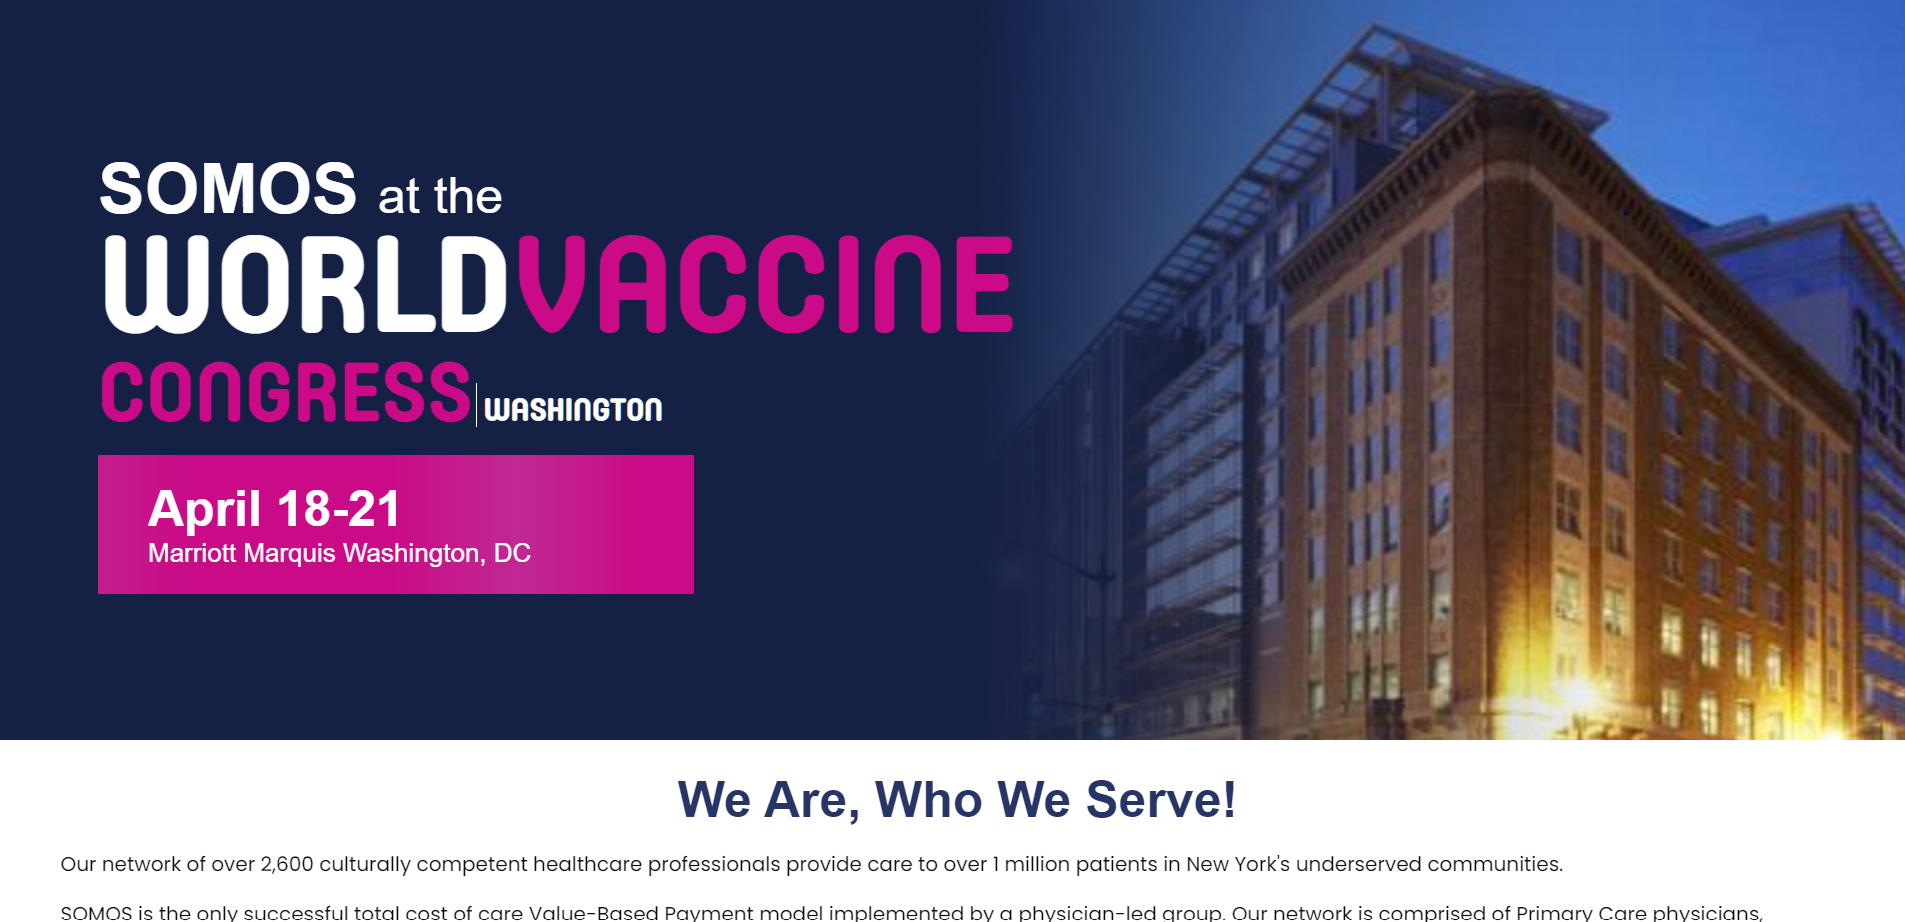 SOMOS at the
WORLDVACCINE
CONGRESS WASHINGTON
April 18-21
Marriott Marquis Washington, DC
We Are, Who We Serve!
Our network of over 2,600 culturally competent healthcare professionals provide care to over 1 million patients in New York's underserved communities.
SOMOS is the only successful total cost of care Value-Based Payment model implemented by a physician-led group. Our network is comprised of Primary Care physicians,